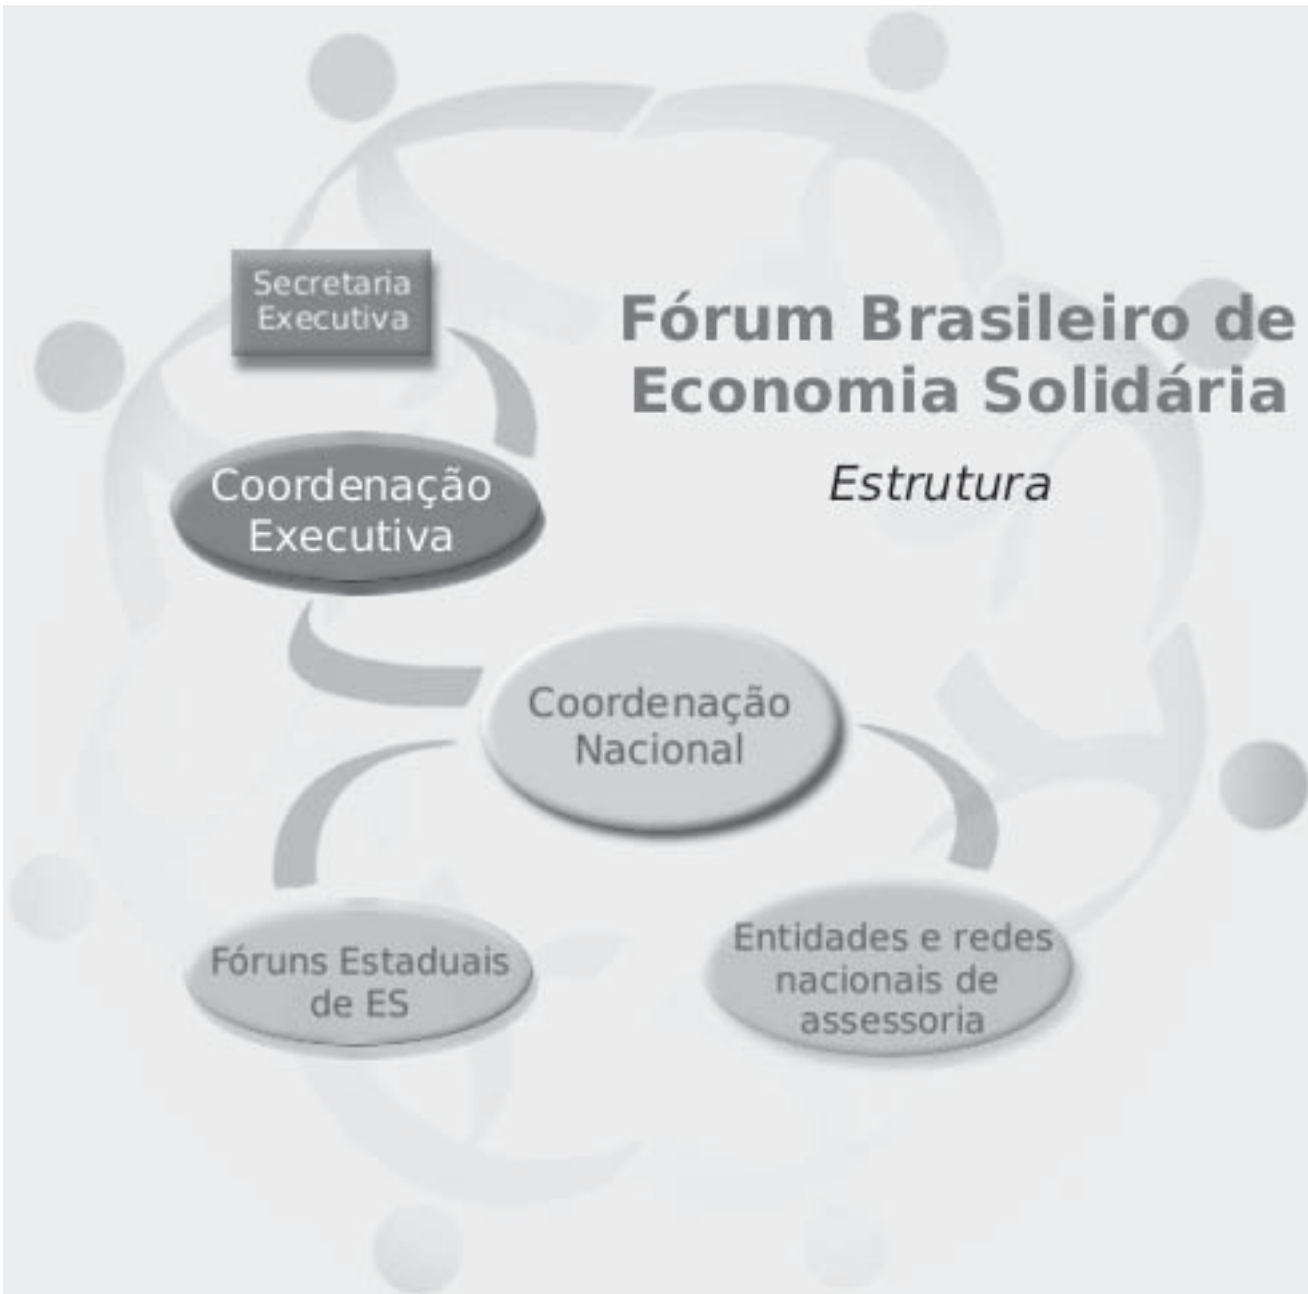 Secretaria
Executiva
Fórum Brasileiro de
Economia Solidária
Estrutura
Coordenação
Executiva
Coordenação
Nacional
Fóruns Estaduais
de ES
Entidades e redes
nacionais de
assessoria